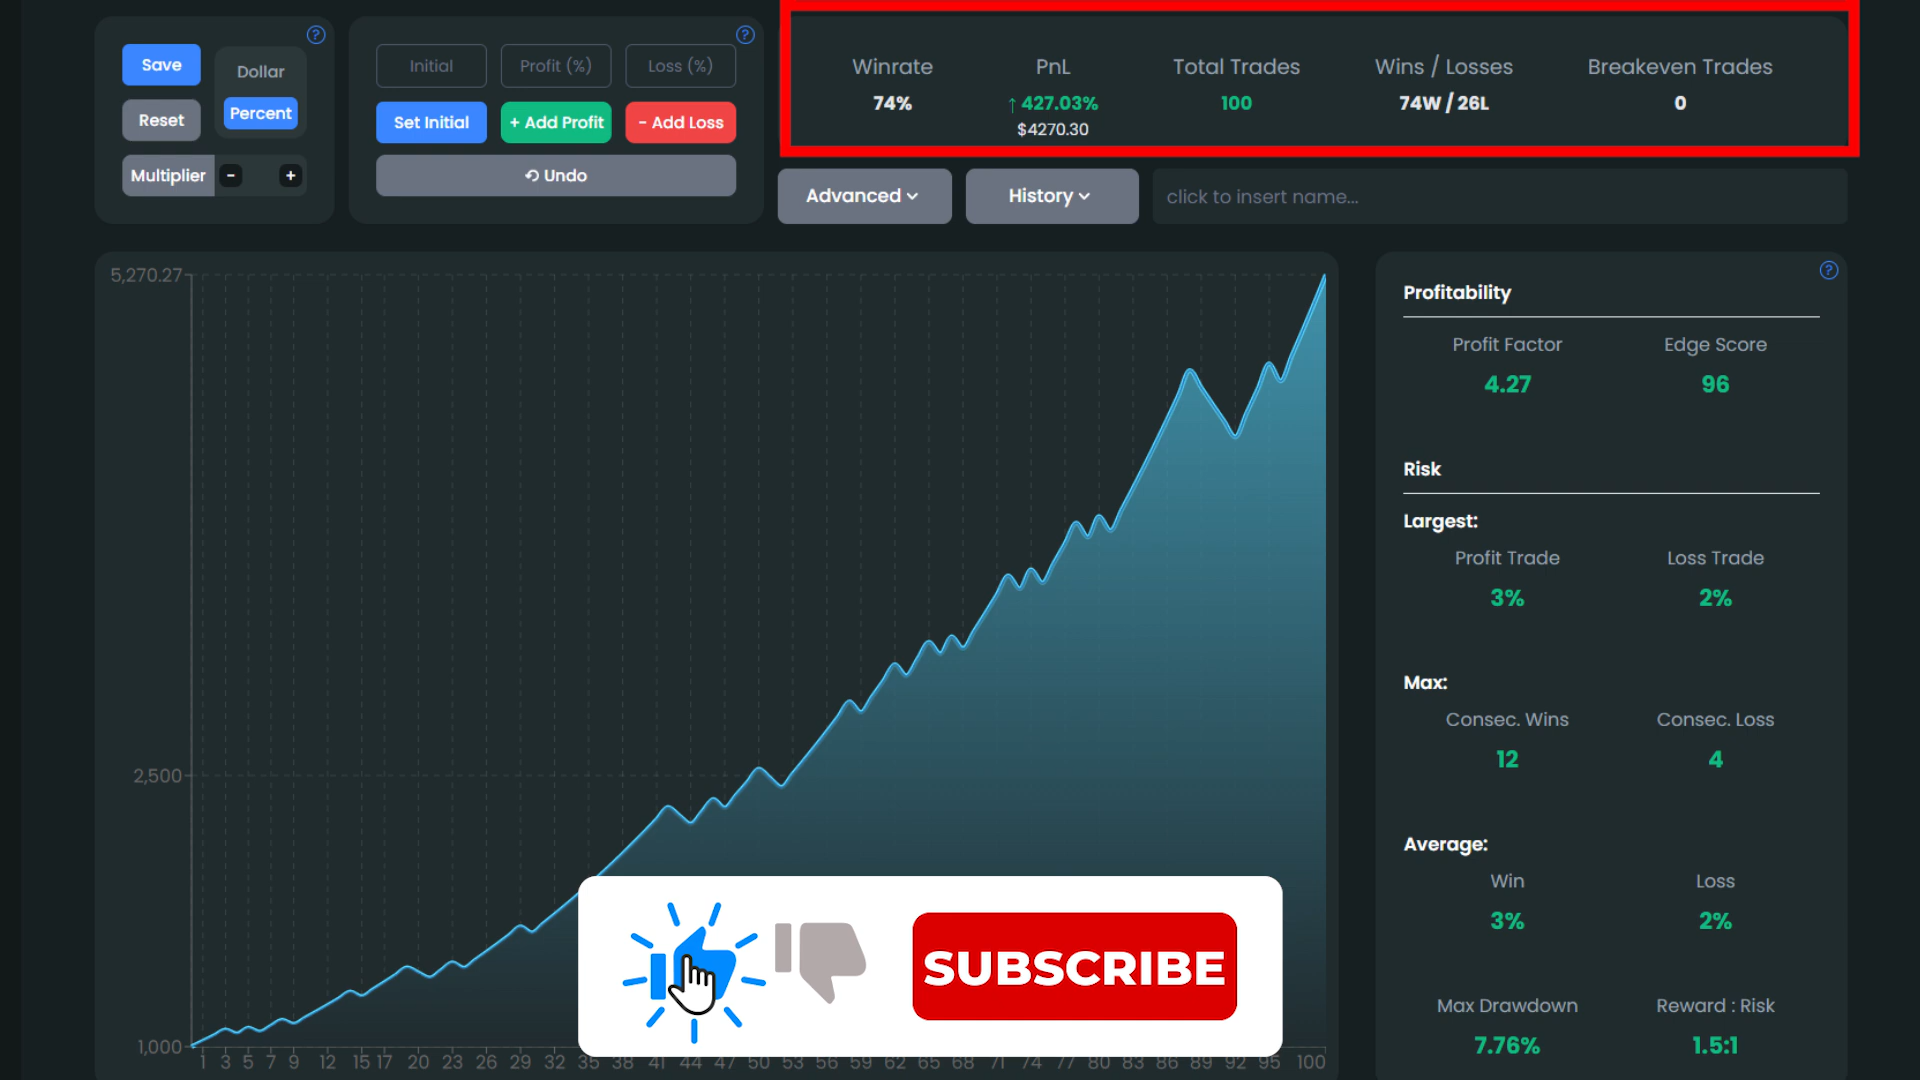 Save
Dollar
Percent
Reset
Multiplier - +
?
Initial Profit (%) Loss (%)
Set Initial + Add Profit - Add Loss
Undo
?
Winrate PnL Total Trades Wins / Losses Breakeven Trades
74% ↑ 427.03% 100 74W / 26L 0
$4270.30
Advanced History click to insert name...
5,270.27
2,500
1,000
1 3 5 7 9 12 15 17 20 23 26 29 32 35 38 41 44 47 50 53 56 59 62 65 68 71 74 77 80 83 86 89 92 95 100
SUBSCRIBE
?
Profitability
Profit Factor Edge Score
4.27 96
Risk
Largest:
Profit Trade Loss Trade
3% 2%
Max:
Consec. Wins Consec. Loss
12 4
Average:
Win Loss
3% 2%
Max Drawdown Reward : Risk
7.76% 1.5:1